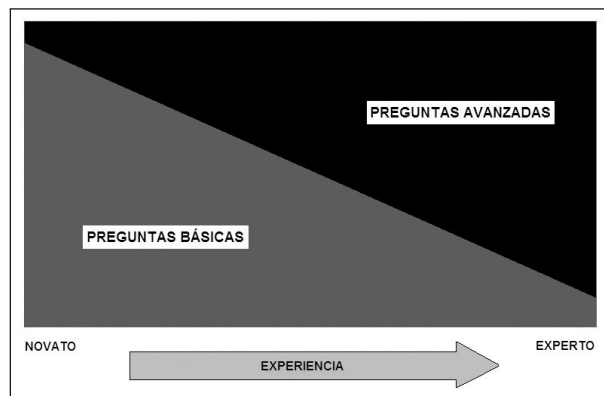 PREGUNTAS AVANZADAS
PREGUNTAS BÁSICAS
NOVATO
EXPERTO
EXPERIENCIA